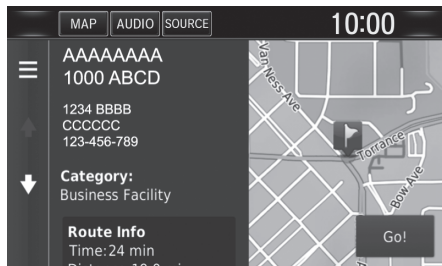 MAP AUDIO SOURCE 10:00
AAAAAAAA
1000 ABCD
1234 BBBB
CCCCCC
123-456-789
Category:
Business Facility
Route Info
Time:24 min
Van Ness Ave
Torrance
Bow Ave
Go!